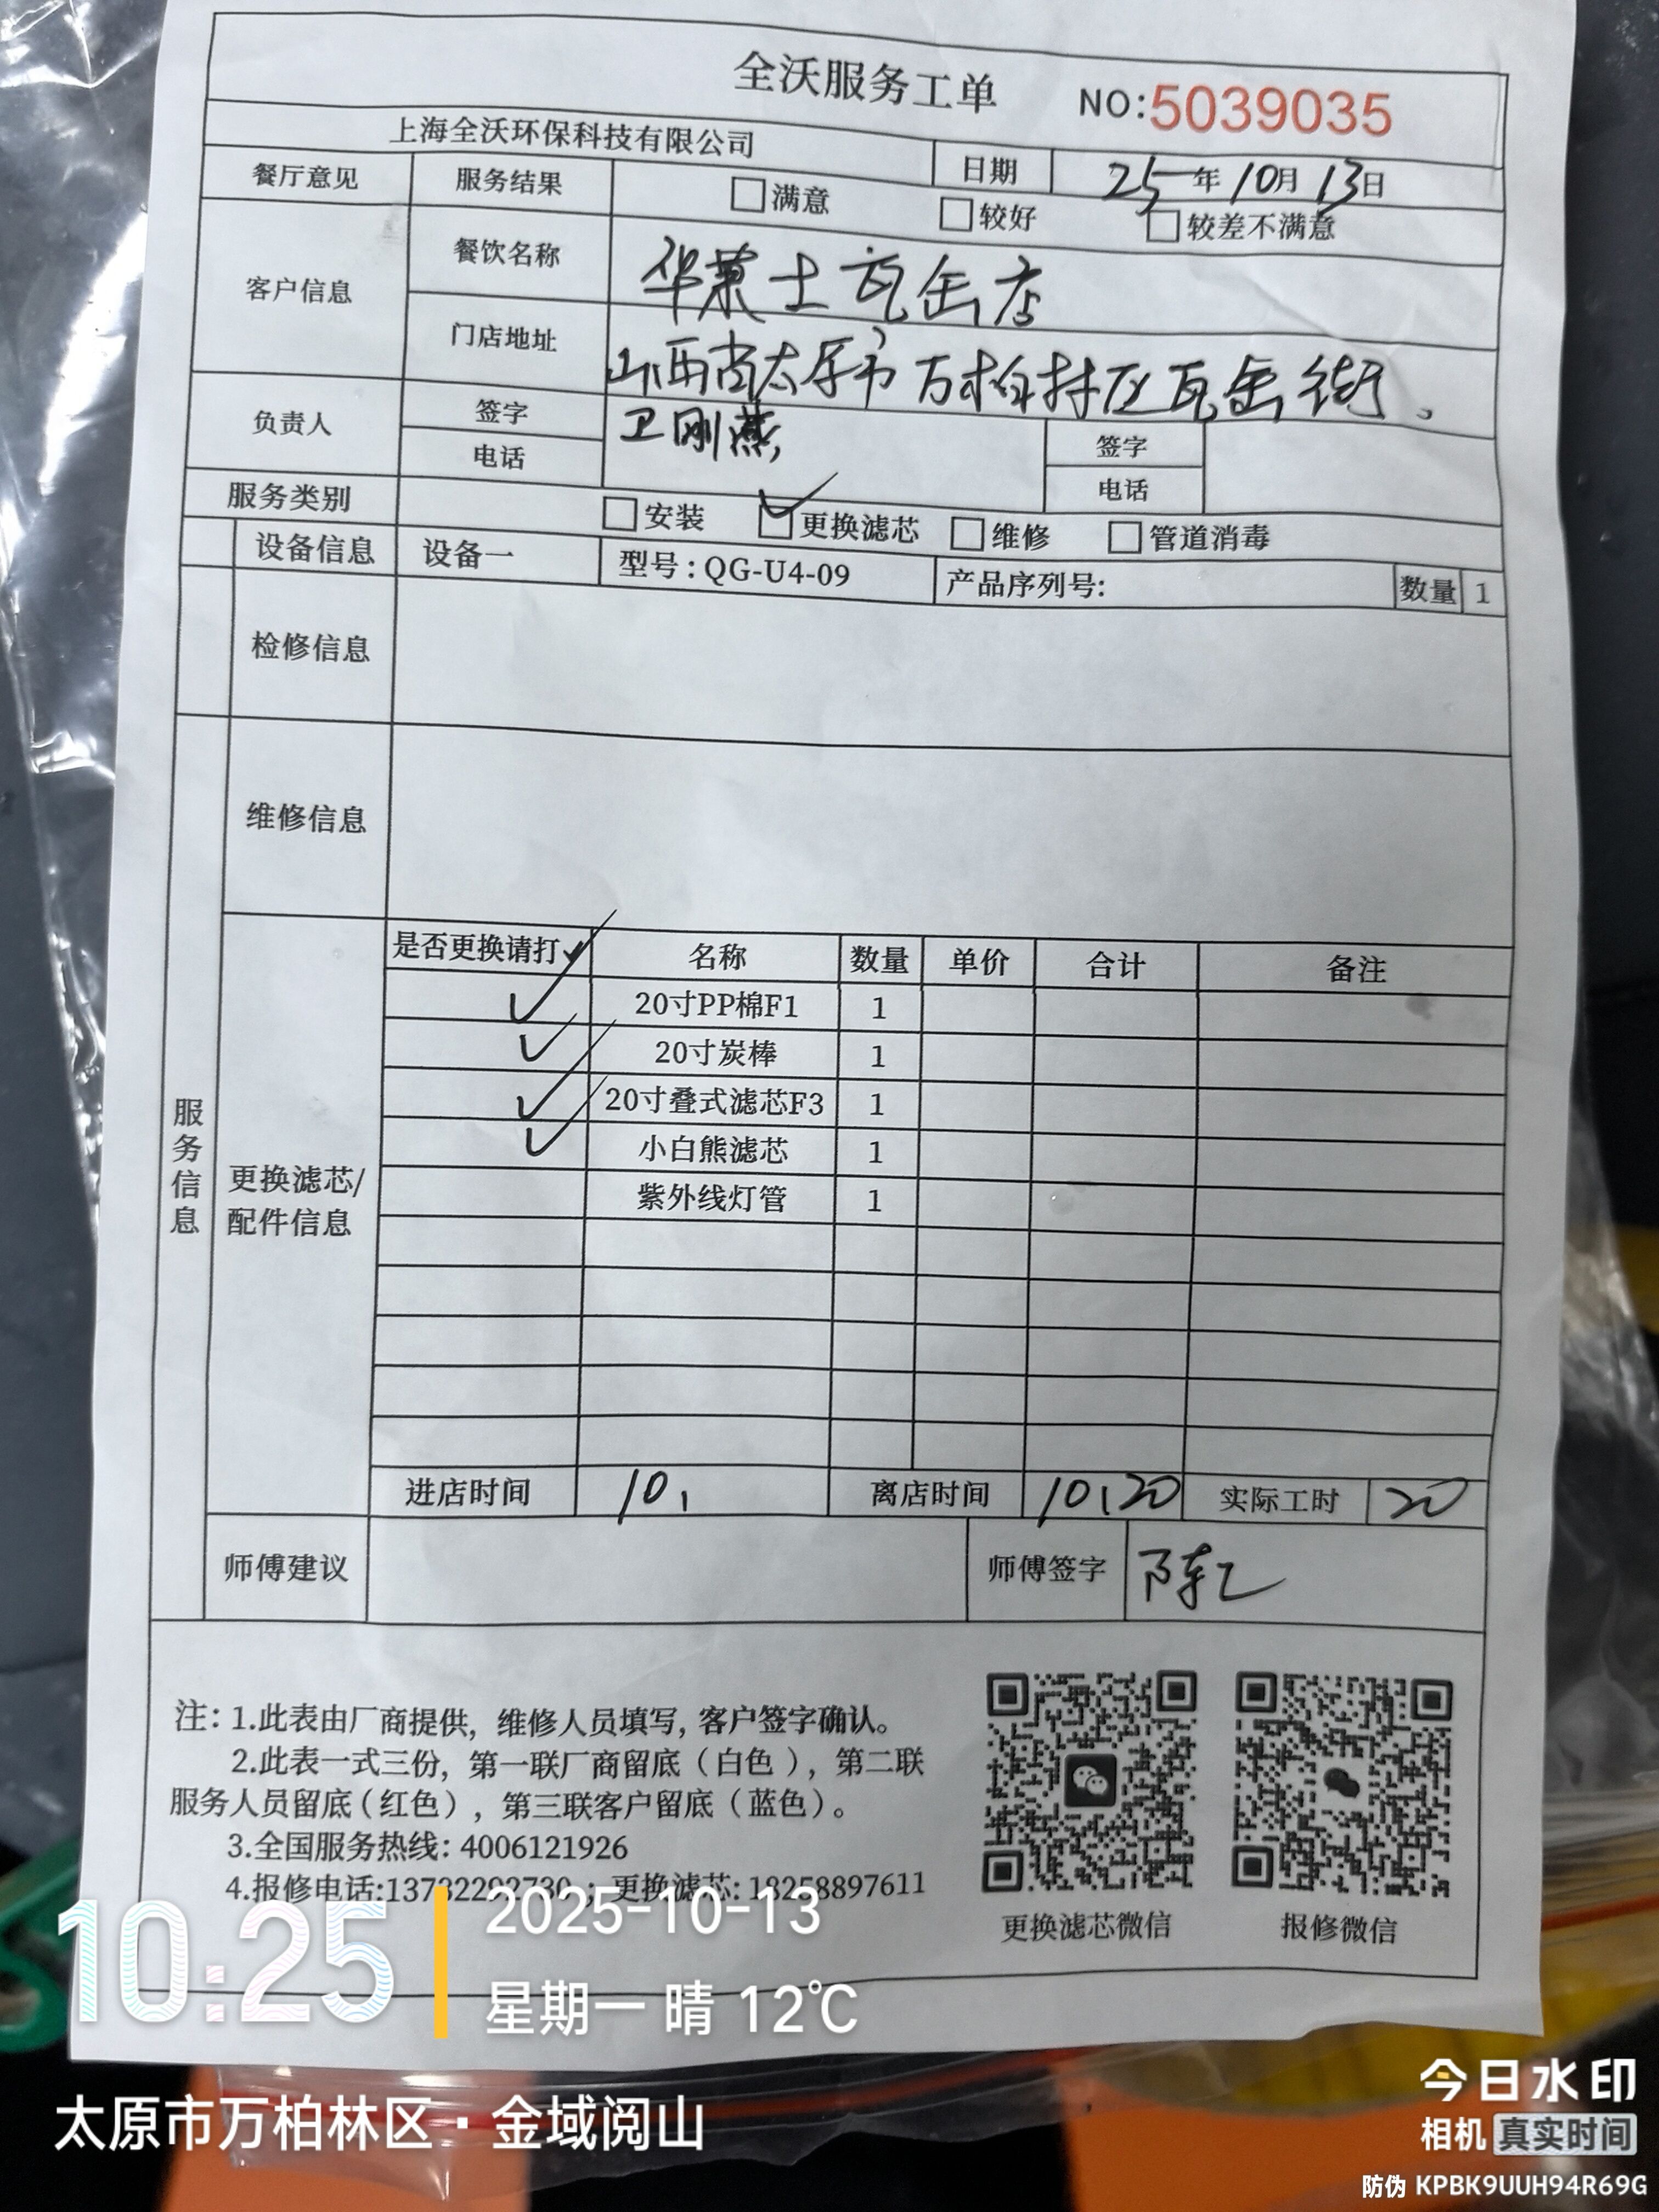 全沃服务工单 NO:5039035
上海全沃环保科技有限公司 日期 25年10月13日
餐厅意见 服务结果 □满意 □较好 □较差不满意
客户信息 餐饮名称 华莱士瓦缶店
门店地址 山西省太原市万柏林区瓦缶街。
负责人 签字 卫刚燕 签字
电话 电话
服务类别 □安装 ☑更换滤芯 □维修 □管道消毒
设备信息 设备一 型号:QG-U4-09 产品序列号: 数量 1
检修信息
维修信息
服务信息
更换滤芯/
配件信息
是否更换请打✓ 名称 数量 单价 合计 备注
✓ 20寸PP棉F1 1
✓ 20寸炭棒 1
✓ 20寸叠式滤芯F3 1
✓ 小白熊滤芯 1
紫外线灯管 1
进店时间 10, 离店时间 10,20 实际工时 20
师傅建议 师傅签字
注: 1.此表由厂商提供, 维修人员填写, 客户签字确认。
2.此表一式三份, 第一联厂商留底（白色）, 第二联
服务人员留底（红色）, 第三联客户留底（蓝色）。
3.全国服务热线: 4006121926
4.报修电话:13732292730 ; 更换滤芯: 18258897611
更换滤芯微信 报修微信
10:25 2025-10-13
星期一 晴 12℃
太原市万柏林区·金域阅山
今日水印
相机 真实时间
防伪 KPBK9UUH94R69G